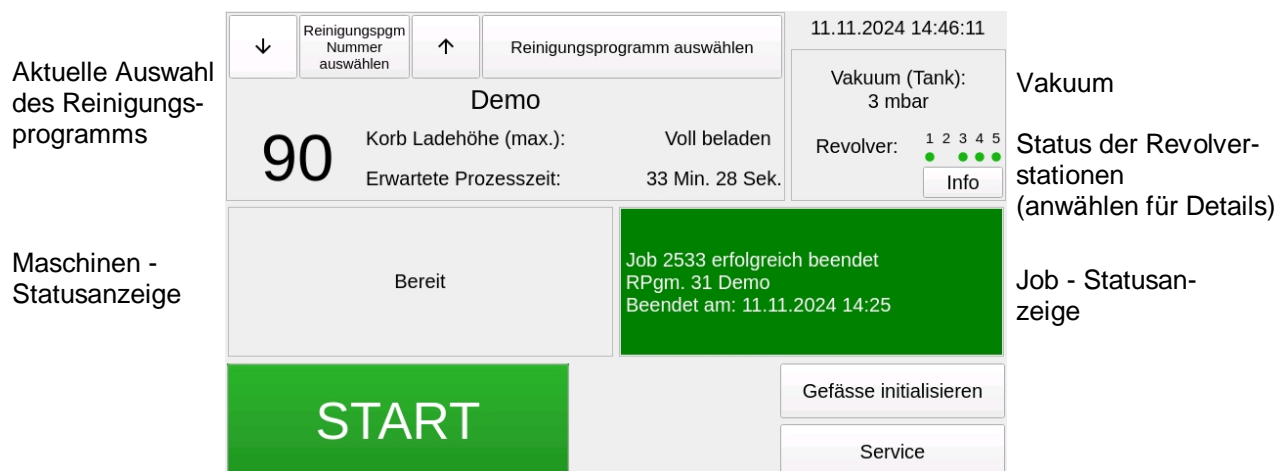 Aktuelle Auswahl
des Reinigungs-
programms
Maschinen -
Statusanzeige
Reinigungspgm
Nummer
auswählen
Reinigungsprogramm auswählen
Demo
90
Korb Ladehöhe (max.): Voll beladen
Erwartete Prozesszeit: 33 Min. 28 Sek.
11.11.2024 14:46:11
Vakuum (Tank):
3 mbar
Revolver: 1 2 3 4 5
Info
Bereit
Job 2533 erfolgreich beendet
RPgm. 31 Demo
Beendet am: 11.11.2024 14:25
START
Gefässe initialisieren
Service
Vakuum
Status der Revolver-
stationen
(anwählen für Details)
Job - Statusan-
zeige